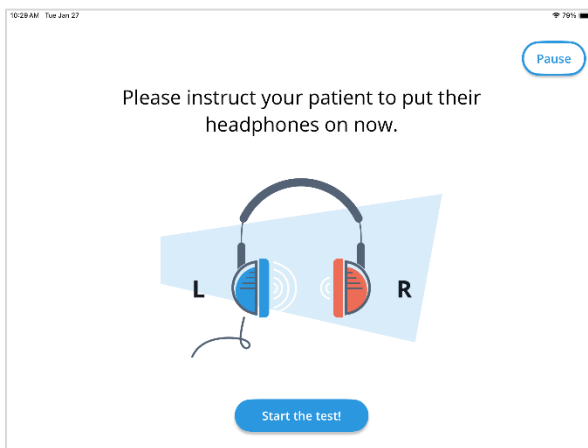 10:29 AM Tue Jan 27
79%
Pause
Please instruct your patient to put their
headphones on now.
L
R
Start the test!